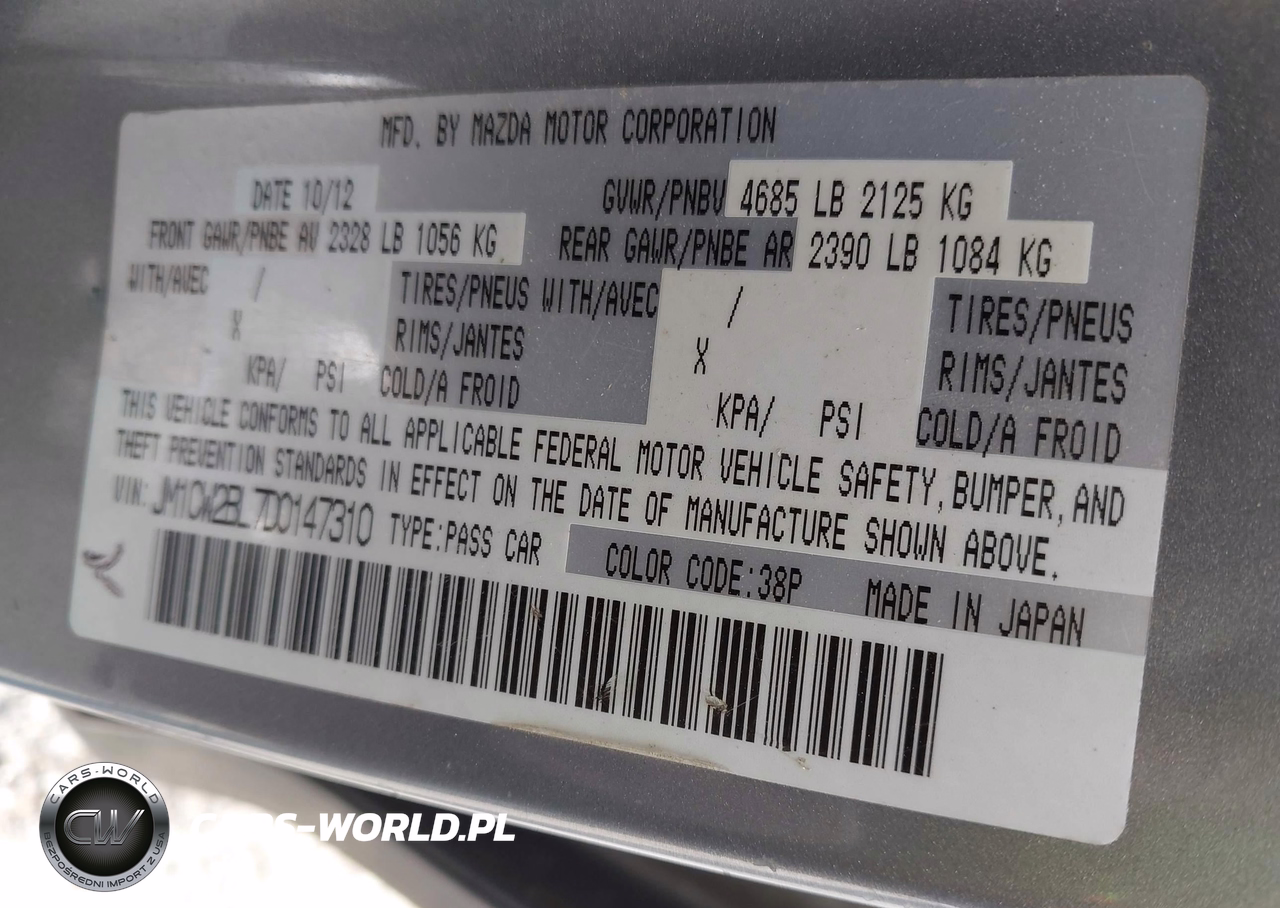 MFD. BY MAZDA MOTOR CORPORATION
DATE 10/12 GVWR/PNBV 4685 LB 2125 KG
FRONT GAWR/PNBE AV 2328 LB 1056 KG REAR GAWR/PNBE AR 2390 LB 1084 KG
WITH/AVEC / TIRES/PNEUS WITH/AVEC / TIRES/PNEUS
X RIMS/JANTES X RIMS/JANTES
KPA/ PSI COLD/A FROID KPA/ PSI COLD/A FROID
THIS VEHICLE CONFORMS TO ALL APPLICABLE FEDERAL MOTOR VEHICLE SAFETY, BUMPER, AND
THEFT PREVENTION STANDARDS IN EFFECT ON THE DATE OF MANUFACTURE SHOWN ABOVE.
VIN: JM1CW2BL7D0147310 TYPE:PASS CAR COLOR CODE:38P MADE IN JAPAN
CARS-WORLD
CW
BEZPOŚREDNI IMPORT Z USA
CARS-WORLD.PL